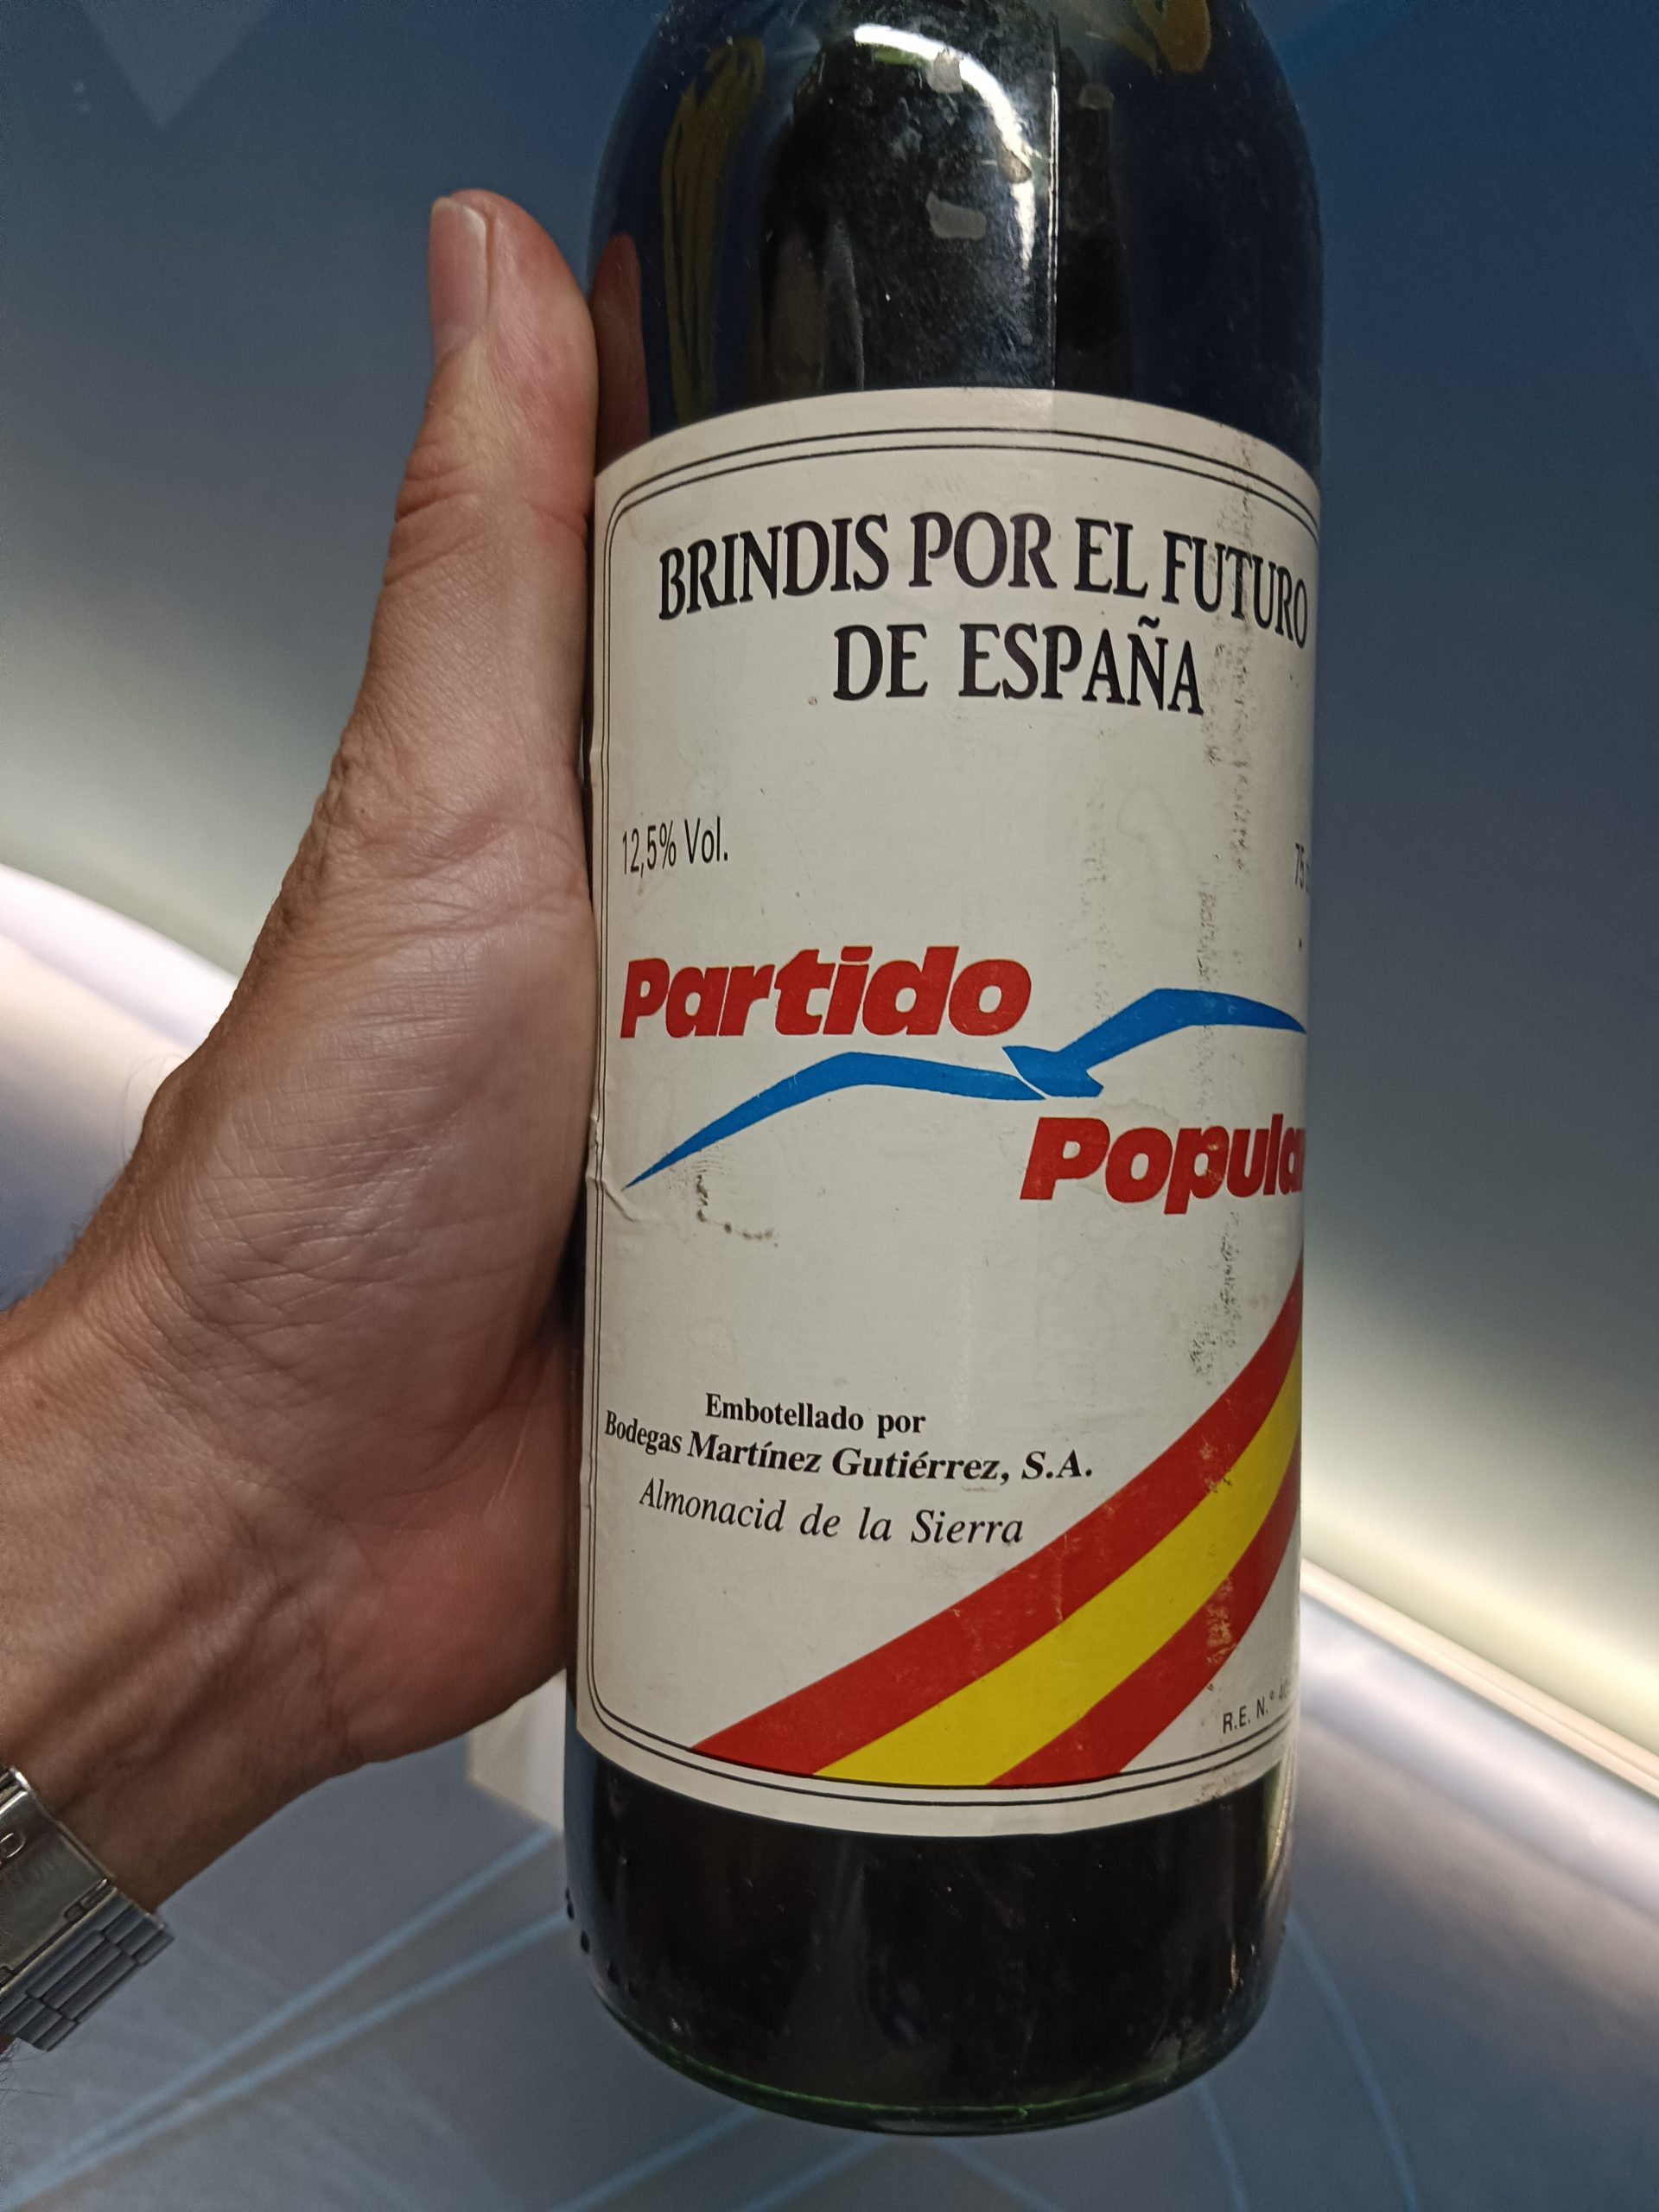 BRINDIS POR EL FUTURO
DE ESPAÑA
12,5% Vol.
75
Partido
Popular
Embotellado por
Bodegas Martínez Gutiérrez, S.A.
Almonacid de la Sierra
R.E. N.º